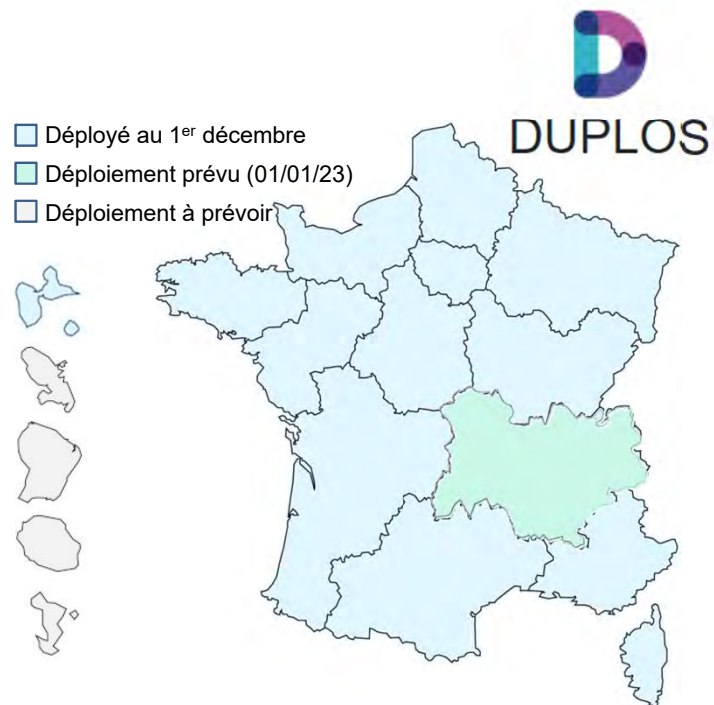 DUPLOS
Déployé au 1er décembre
Déploiement prévu (01/01/23)
Déploiement à prévoir